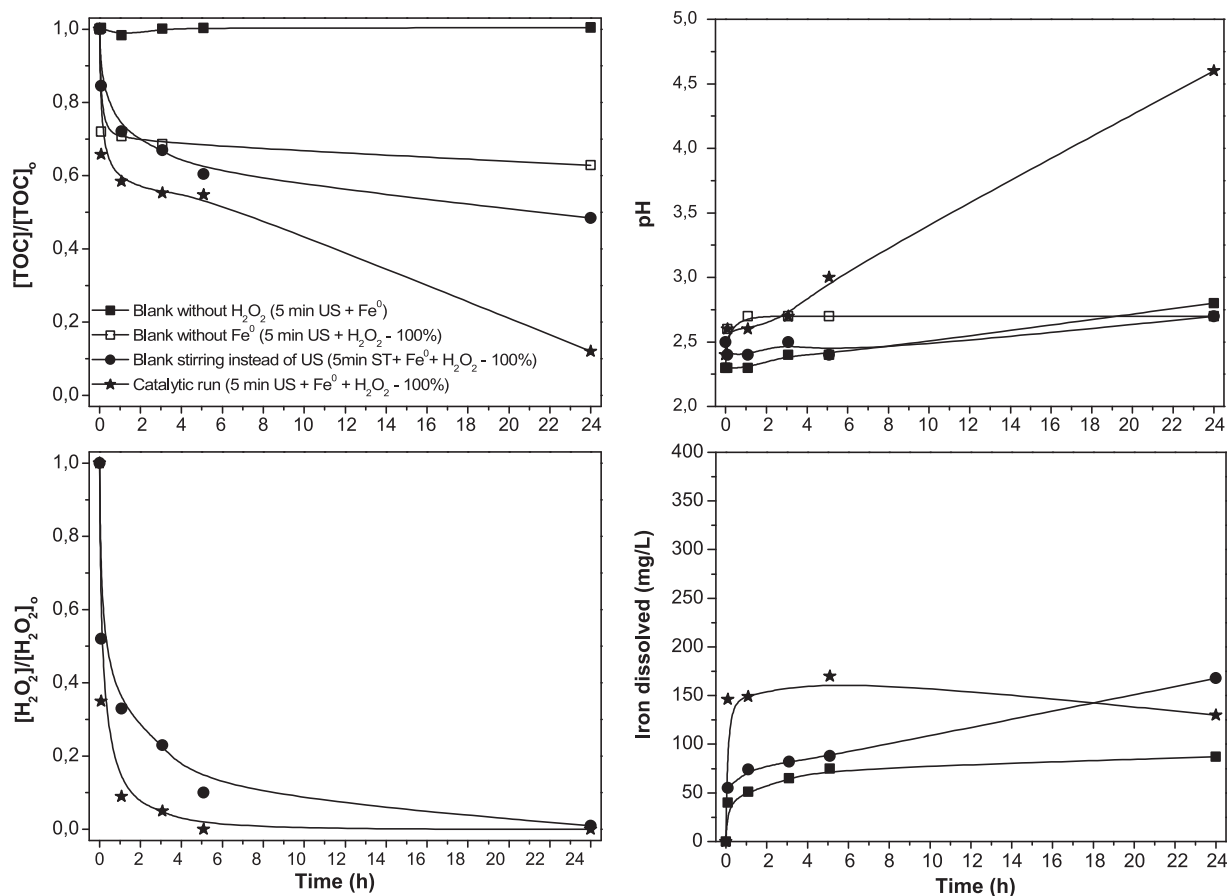 1,0
0,8
0,6
0,4
0,2
0,0
[TOC]/[TOC]₀
Blank without H₂O₂ (5 min US + Fe⁰)
Blank without Fe⁰ (5 min US + H₂O₂ - 100%)
Blank stirring instead of US (5min ST+ Fe⁰+ H₂O₂ - 100%)
Catalytic run (5 min US + Fe⁰ + H₂O₂ - 100%)
0 2 4 6 8 10 12 14 16 18 20 22 24
5,0
4,5
4,0
3,5
3,0
2,5
2,0
pH
0 2 4 6 8 10 12 14 16 18 20 22 24
1,0
0,8
0,6
0,4
0,2
0,0
[H₂O₂]/[H₂O₂]₀
0 2 4 6 8 10 12 14 16 18 20 22 24
Time (h)
400
350
300
250
200
150
100
50
0
Iron dissolved (mg/L)
0 2 4 6 8 10 12 14 16 18 20 22 24
Time (h)